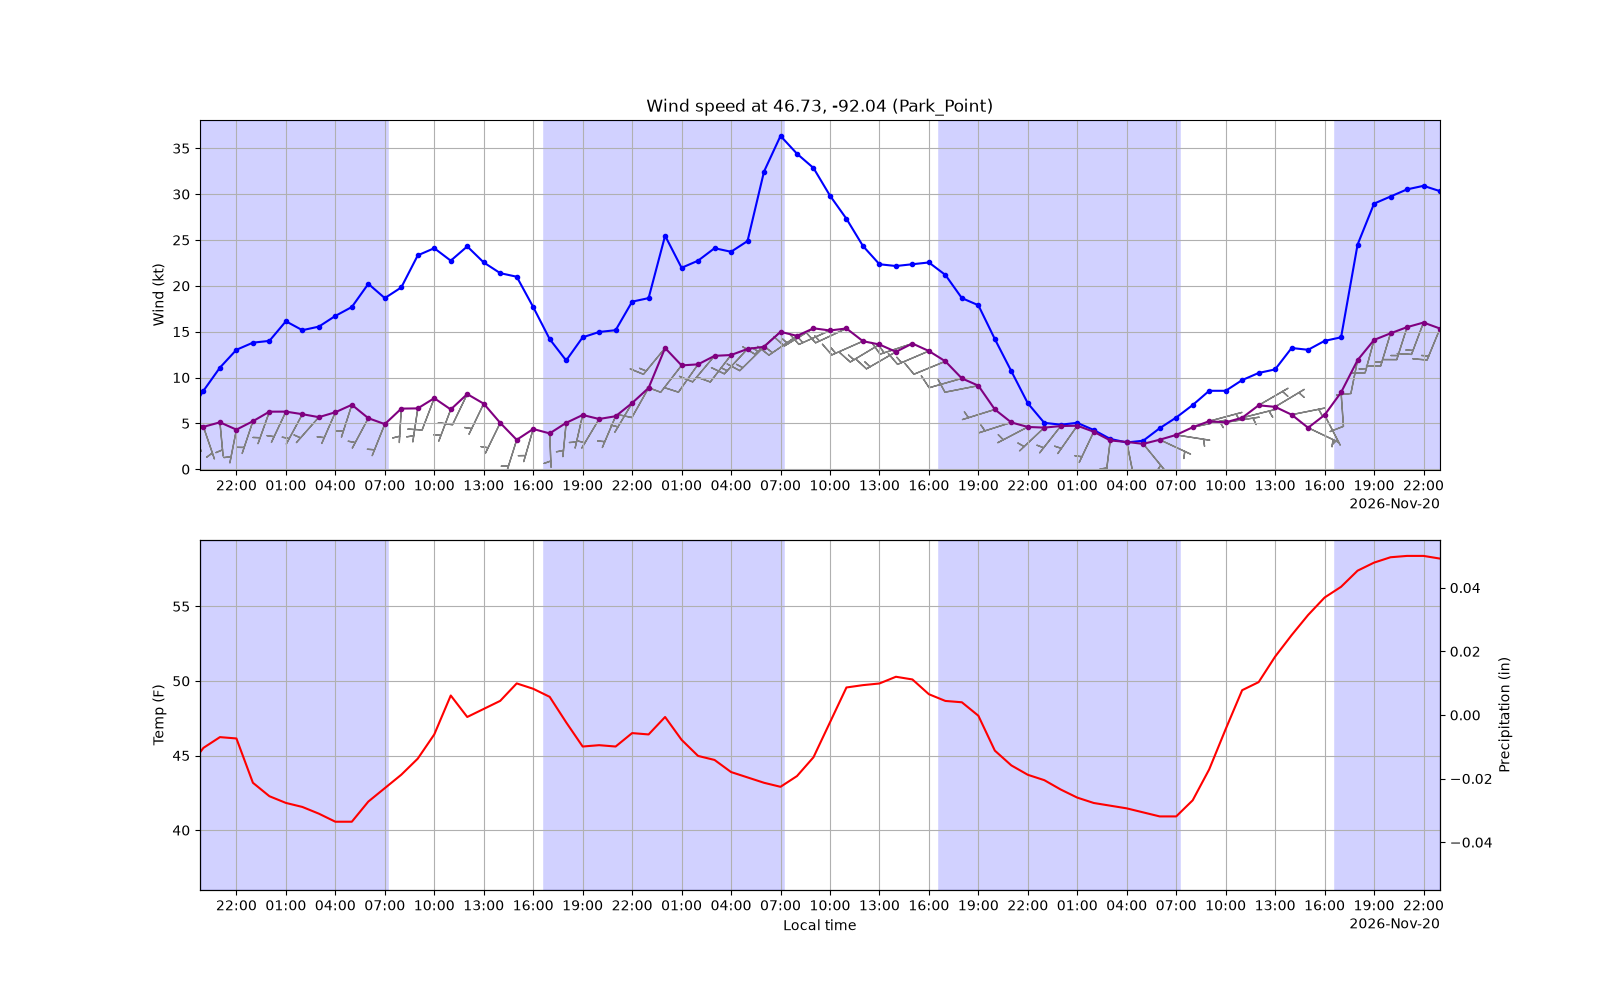 Wind speed at 46.73, -92.04 (Park_Point)
Wind (kt)
35
30
25
20
15
10
5
0
22:00 01:00 04:00 07:00 10:00 13:00 16:00 19:00 22:00 01:00 04:00 07:00 10:00 13:00 16:00 19:00 22:00 01:00 04:00 07:00 10:00 13:00 16:00 19:00 22:00
2026-Nov-20
Temp (F)
55
50
45
40
0.04
0.02
0.00
−0.02
−0.04
Precipitation (in)
22:00 01:00 04:00 07:00 10:00 13:00 16:00 19:00 22:00 01:00 04:00 07:00 10:00 13:00 16:00 19:00 22:00 01:00 04:00 07:00 10:00 13:00 16:00 19:00 22:00
Local time
2026-Nov-20